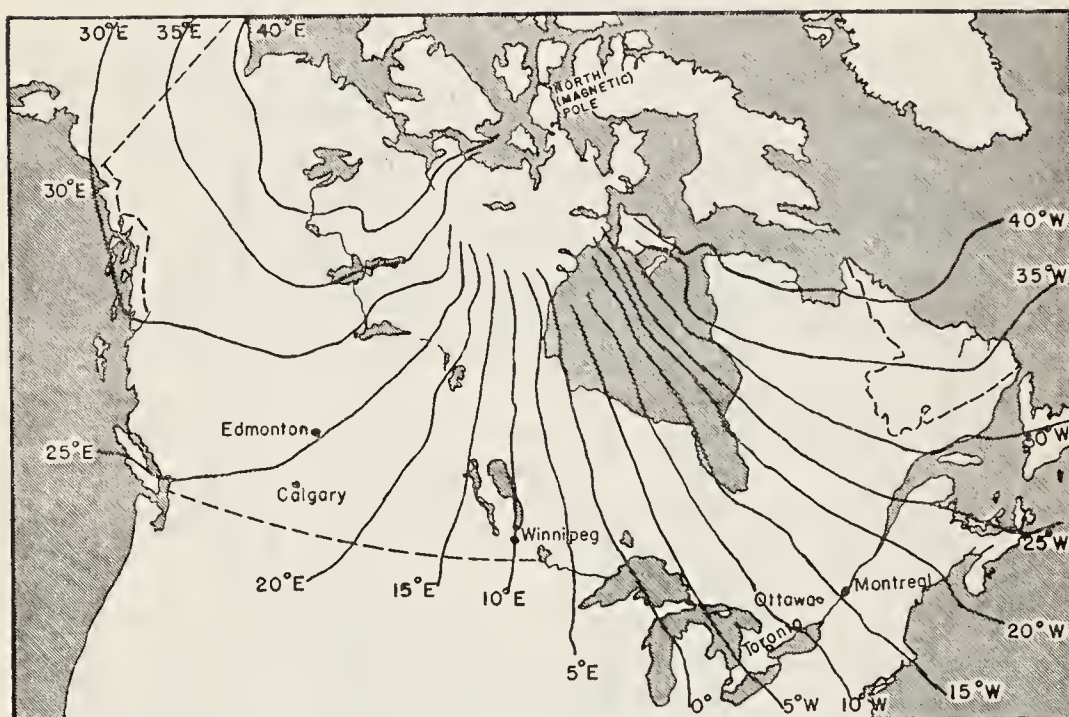 30°E 35°E 40°E
NORTH
(MAGNETIC)
POLE
30°E
40°W
35°W
Edmonton
30°W
25°E
Calgary
Winnipeg
25°W
20°E
15°E
10°E
Ottawa
Montreal
20°W
Toronto
5°E
0°
5°W
10°W
15°W